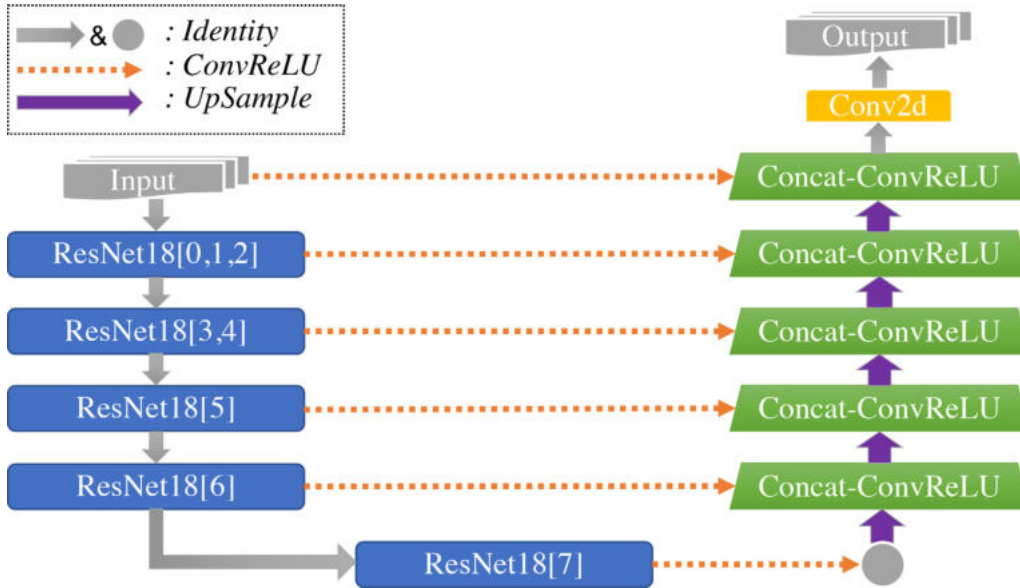 & : Identity
: ConvReLU
: UpSample
Output
Conv2d
Input
Concat-ConvReLU
ResNet18[0,1,2]
Concat-ConvReLU
ResNet18[3,4]
Concat-ConvReLU
ResNet18[5]
Concat-ConvReLU
ResNet18[6]
Concat-ConvReLU
ResNet18[7]